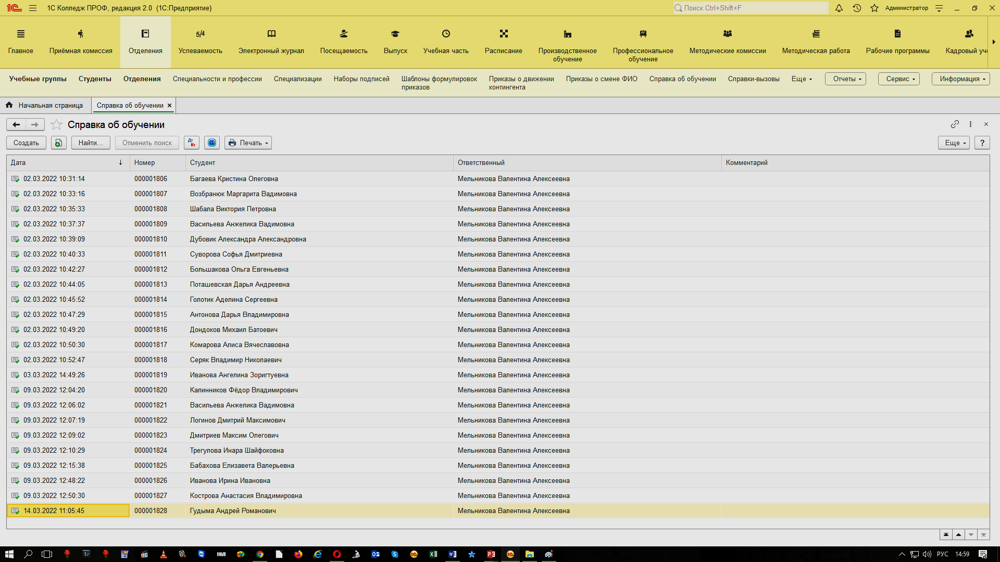 1С Колледж ПРОФ, редакция 2.0 (1С:Предприятие)
Поиск Ctrl+Shift+F
Администратор
Главное
Приёмная комиссия
Отделения
5/4
Успеваемость
Электронный журнал
Посещаемость
Выпуск
Учебная часть
Расписание
Производственное
обучение
Профессиональное
обучение
Методические комиссии
Методическая работа
Рабочие программы
Кадровый уч
Учебные группы
Студенты
Отделения
Специальности и профессии
Специализации
Наборы подписей
Шаблоны формулировок
приказов
Приказы о движении
контингента
Приказы о смене ФИО
Справка об обучении
Справки-вызовы
Еще
Отчеты
Сервис
Информация
Начальная страница
Справка об обучении
Справка об обучении
Создать
Найти...
Отменить поиск
Дт
Кт
Печать
Еще
?
Дата Номер Студент Ответственный Комментарий
02.03.2022 10:31:14 000001806 Багаева Кристина Олеговна Мельникова Валентина Алексеевна
02.03.2022 10:33:16 000001807 Возбранюк Маргарита Вадимовна Мельникова Валентина Алексеевна
02.03.2022 10:35:33 000001808 Шабала Виктория Петровна Мельникова Валентина Алексеевна
02.03.2022 10:37:37 000001809 Васильева Анжелика Вадимовна Мельникова Валентина Алексеевна
02.03.2022 10:39:09 000001810 Дубовик Александра Александровна Мельникова Валентина Алексеевна
02.03.2022 10:40:33 000001811 Суворова Софья Дмитриевна Мельникова Валентина Алексеевна
02.03.2022 10:42:27 000001812 Большакова Ольга Евгеньевна Мельникова Валентина Алексеевна
02.03.2022 10:44:05 000001813 Поташевская Дарья Андреевна Мельникова Валентина Алексеевна
02.03.2022 10:45:52 000001814 Голотик Аделина Сергеевна Мельникова Валентина Алексеевна
02.03.2022 10:47:29 000001815 Антонова Дарья Владимировна Мельникова Валентина Алексеевна
02.03.2022 10:49:20 000001816 Дондоков Михаил Батоевич Мельникова Валентина Алексеевна
02.03.2022 10:50:30 000001817 Комарова Алиса Вячеславовна Мельникова Валентина Алексеевна
02.03.2022 10:52:47 000001818 Серяк Владимир Николаевич Мельникова Валентина Алексеевна
03.03.2022 14:49:26 000001819 Иванова Ангелина Зоригтуевна Мельникова Валентина Алексеевна
09.03.2022 12:04:20 000001820 Калинников Фёдор Владимирович Мельникова Валентина Алексеевна
09.03.2022 12:06:02 000001821 Васильева Анжелика Вадимовна Мельникова Валентина Алексеевна
09.03.2022 12:07:19 000001822 Логинов Дмитрий Максимович Мельникова Валентина Алексеевна
09.03.2022 12:09:02 000001823 Дмитриев Максим Олегович Мельникова Валентина Алексеевна
09.03.2022 12:10:29 000001824 Трегулова Инара Шайфоковна Мельникова Валентина Алексеевна
09.03.2022 12:15:38 000001825 Бабахова Елизавета Валерьевна Мельникова Валентина Алексеевна
09.03.2022 12:48:22 000001826 Иванова Ирина Ивановна Мельникова Валентина Алексеевна
09.03.2022 12:50:30 000001827 Кострова Анастасия Владимировна Мельникова Валентина Алексеевна
14.03.2022 11:05:45 000001828 Гудыма Андрей Романович Мельникова Валентина Алексеевна
РУС 14:59